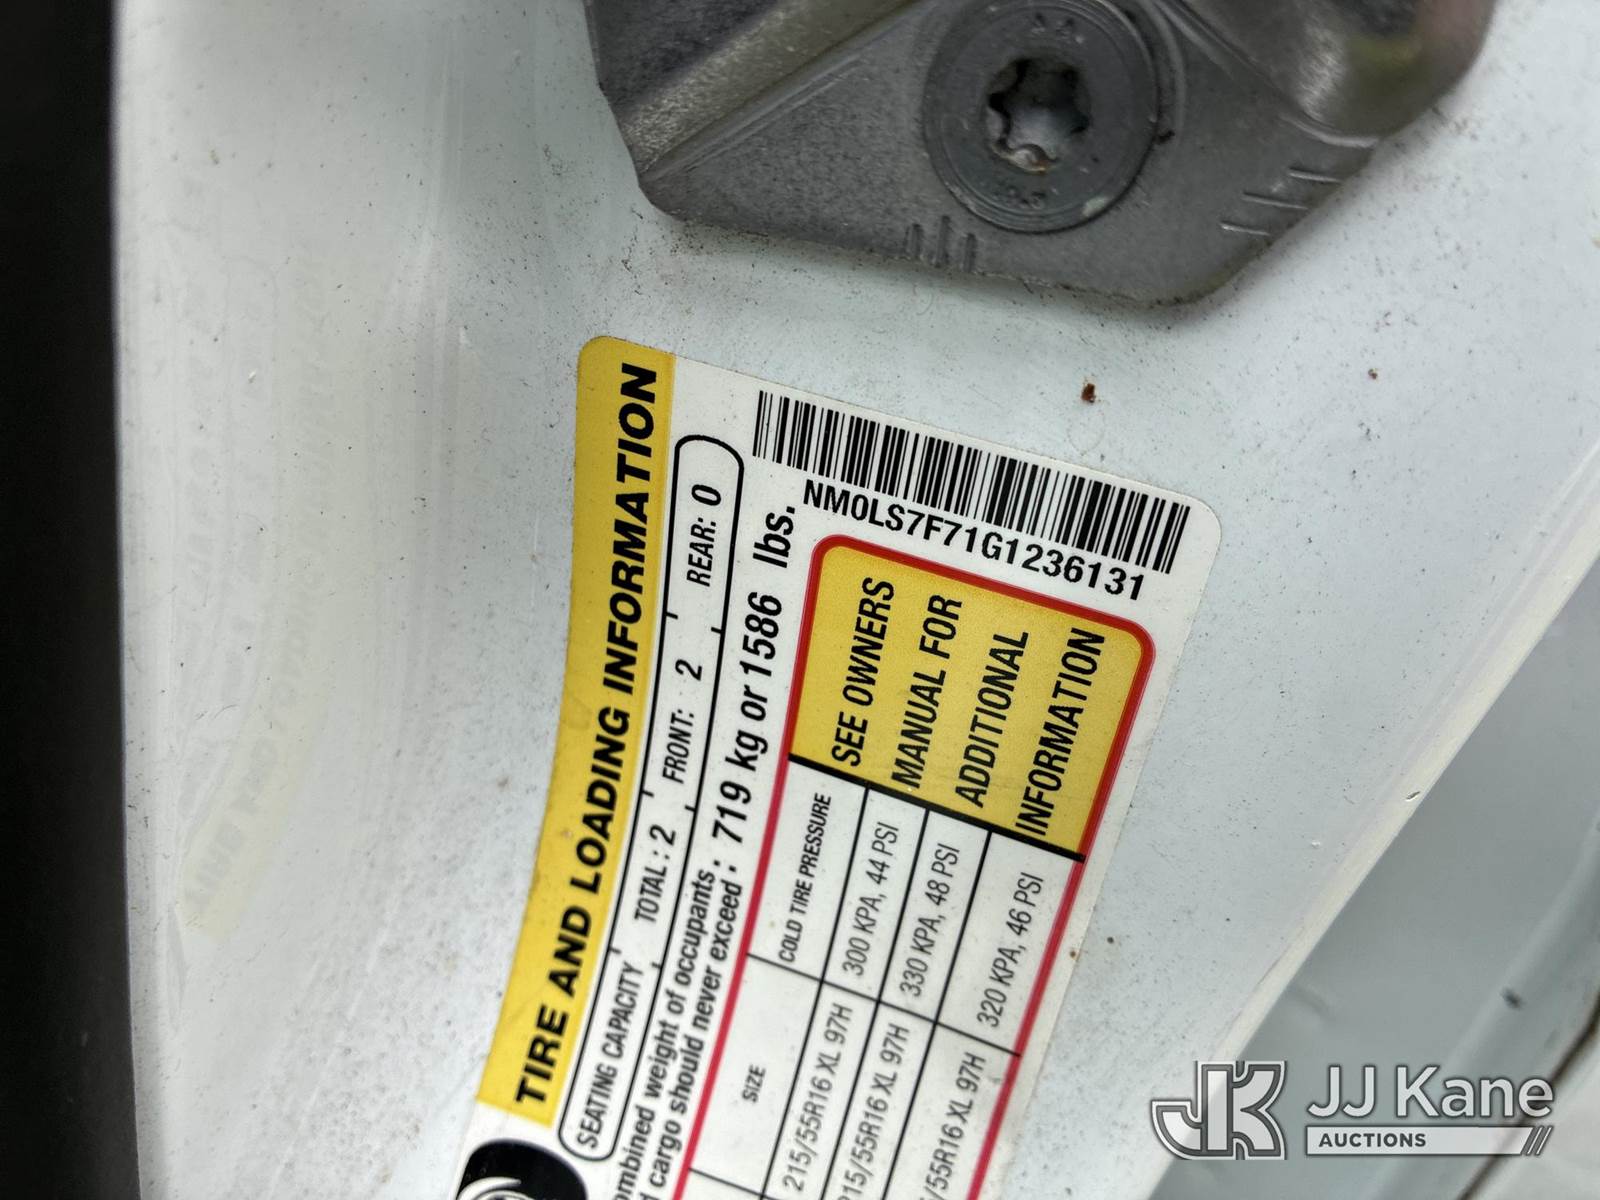 TIRE AND LOADING INFORMATION
SEATING CAPACITY TOTAL : 2 FRONT: 2 REAR: 0
weight of occupants
cargo should never exceed : 719 kg or 1586 lbs.
NM0LS7F71G1236131
SIZE COLD TIRE PRESSURE
215/55R16 XL 97H 300 KPA, 44 PSI
215/55R16 XL 97H 330 KPA, 48 PSI
/55R16 XL 97H 320 KPA, 46 PSI
SEE OWNERS
MANUAL FOR
ADDITIONAL
INFORMATION
JK JJ Kane
AUCTIONS